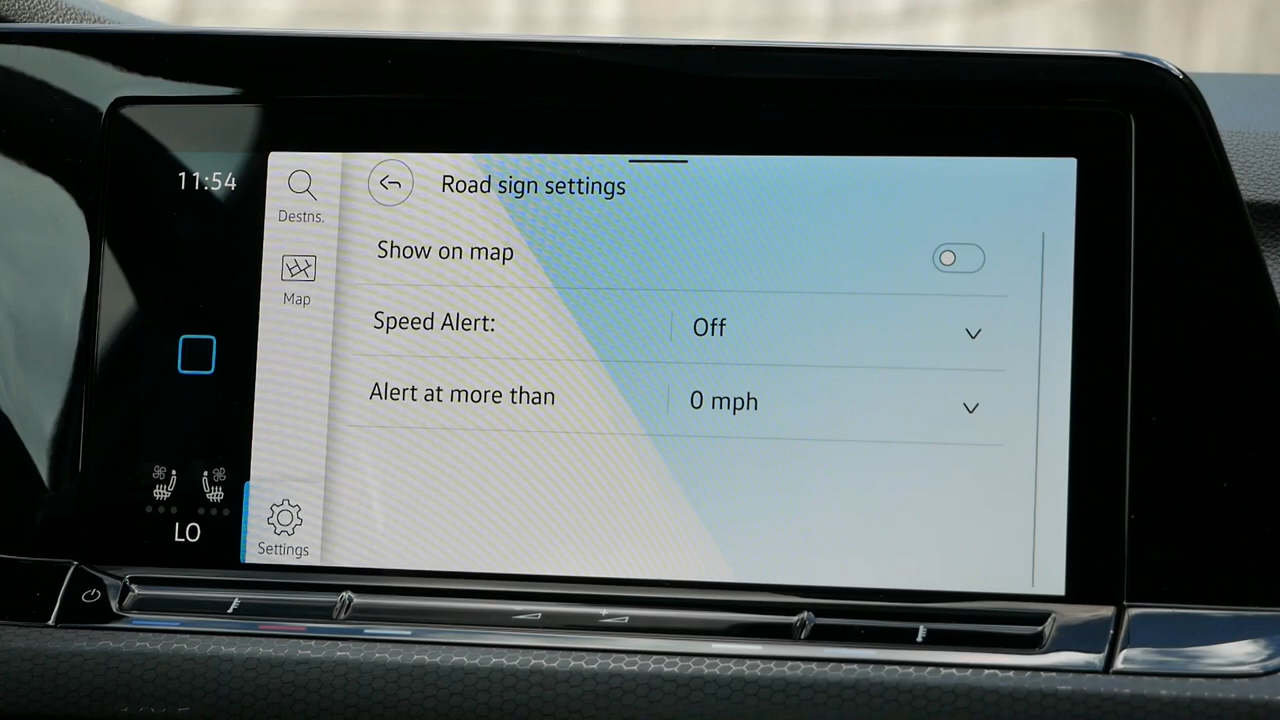 11:54
Destns.
Road sign settings
Show on map
Map
Speed Alert:
Off
Alert at more than
0 mph
LO
Settings